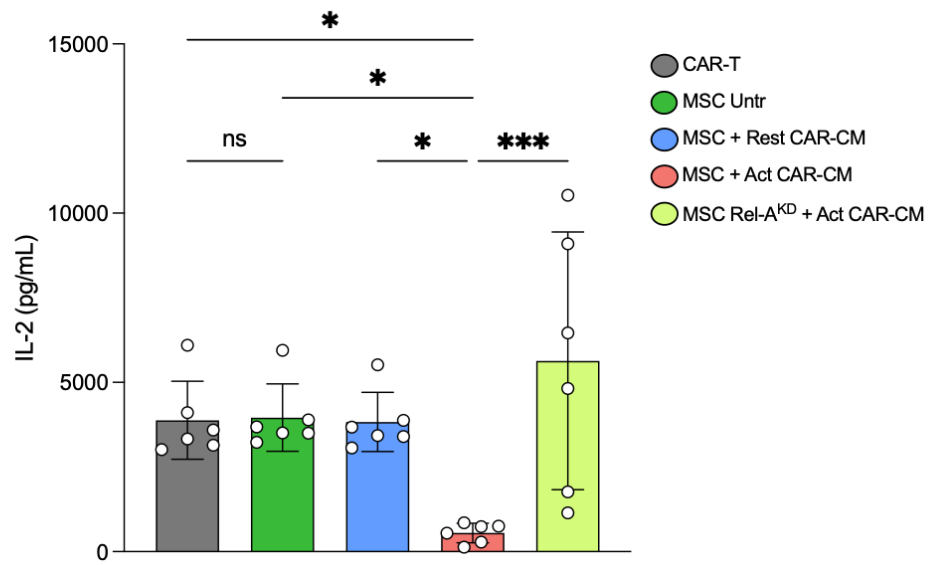 *
15000
*
ns
*
***
10000
5000
0
IL-2 (pg/mL)
CAR-T
MSC Untr
MSC + Rest CAR-CM
MSC + Act CAR-CM
MSC Rel-Aᴷᴰ + Act CAR-CM